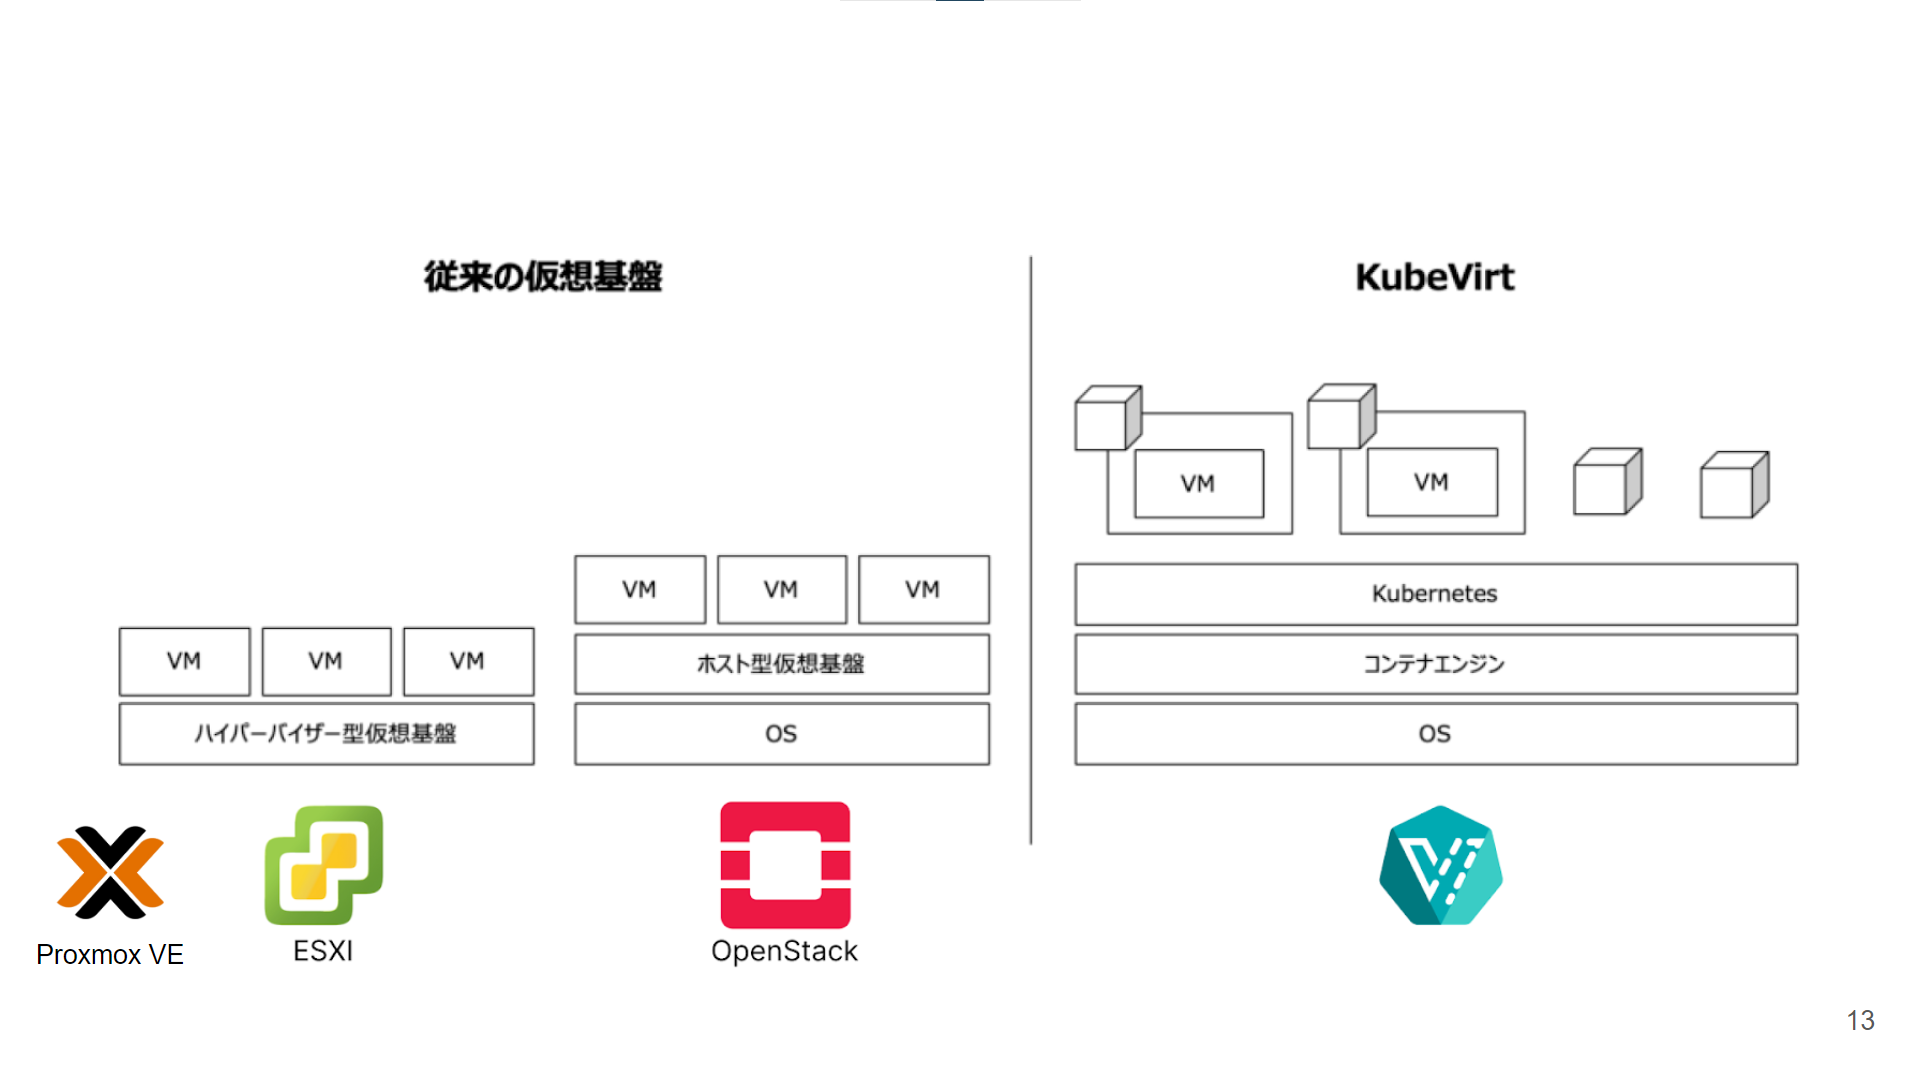 従来の仮想基盤
KubeVirt
VM
VM
VM
VM
VM
VM
VM
VM
ハイパーバイザー型仮想基盤
ホスト型仮想基盤
OS
Kubernetes
コンテナエンジン
OS
Proxmox VE
ESXI
OpenStack
13